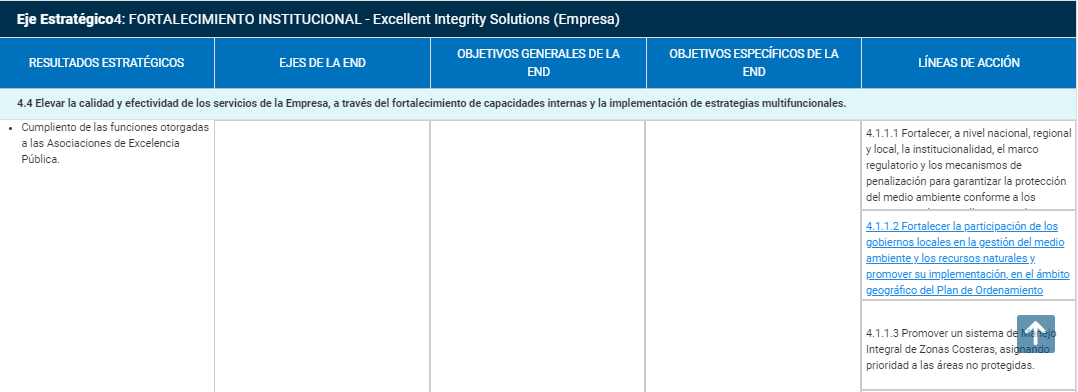 Eje Estratégico4: FORTALECIMIENTO INSTITUCIONAL - Excellent Integrity Solutions (Empresa)
RESULTADOS ESTRATÉGICOS
EJES DE LA END
OBJETIVOS GENERALES DE LA
END
OBJETIVOS ESPECÍFICOS DE LA
END
LÍNEAS DE ACCIÓN
4.4 Elevar la calidad y efectividad de los servicios de la Empresa, a través del fortalecimiento de capacidades internas y la implementación de estrategias multifuncionales.
• Cumpliento de las funciones otorgadas
a las Asociaciones de Excelencia
Pública.
4.1.1.1 Fortalecer, a nivel nacional, regional
y local, la institucionalidad, el marco
regulatorio y los mecanismos de
penalización para garantizar la protección
del medio ambiente conforme a los
4.1.1.2 Fortalecer la participación de los
gobiernos locales en la gestión del medio
ambiente y los recursos naturales y
promover su implementación, en el ámbito
geográfico del Plan de Ordenamiento
4.1.1.3 Promover un sistema de Manejo
Integral de Zonas Costeras, asignando
prioridad a las áreas no protegidas.